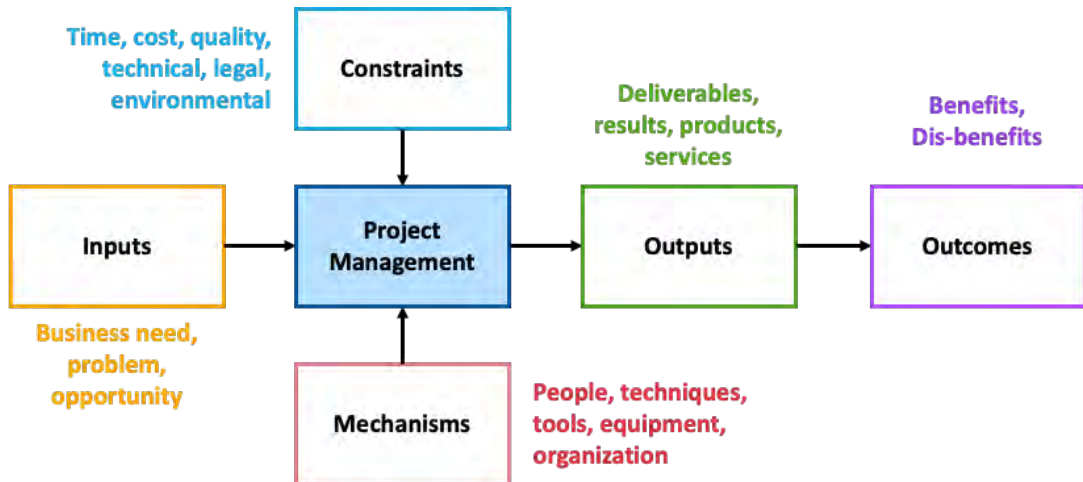 Time, cost, quality,
technical, legal,
environmental
Constraints
Deliverables,
results, products,
services
Benefits,
Dis-benefits
Inputs
Project
Management
Outputs
Outcomes
Business need,
problem,
opportunity
Mechanisms
People, techniques,
tools, equipment,
organization